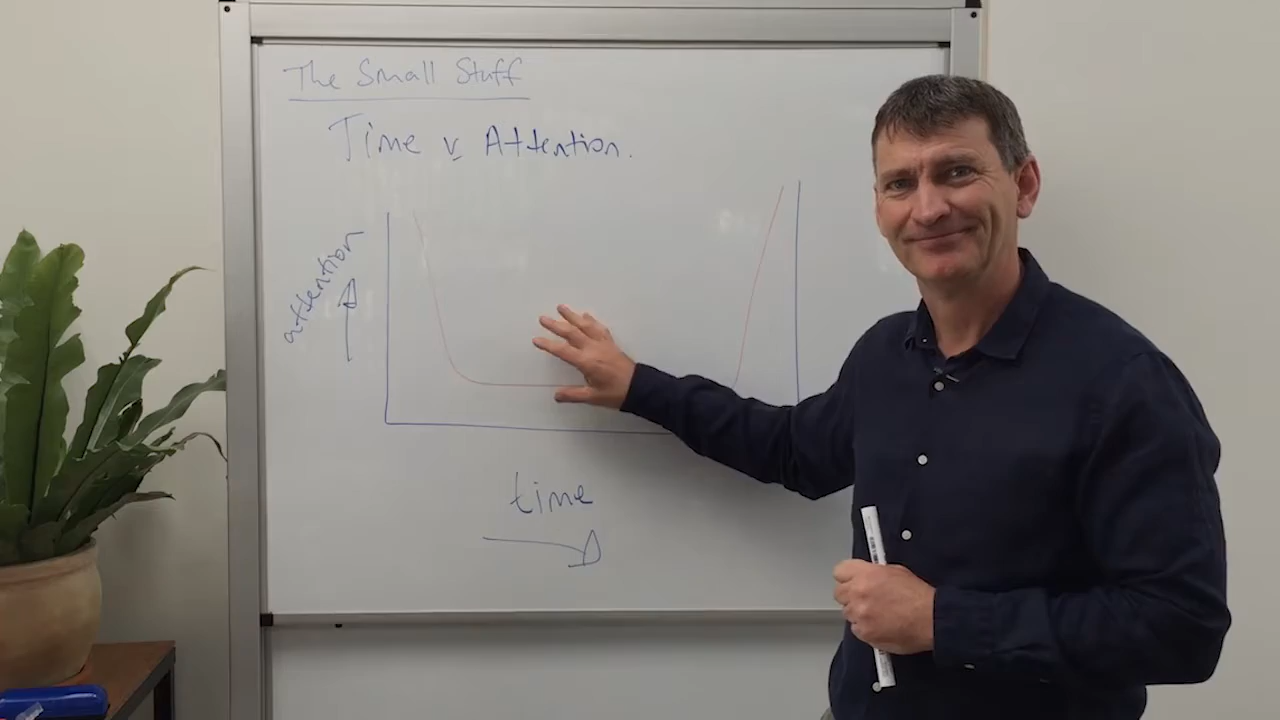 The Small Stuff
Time v Attention.
attention
time